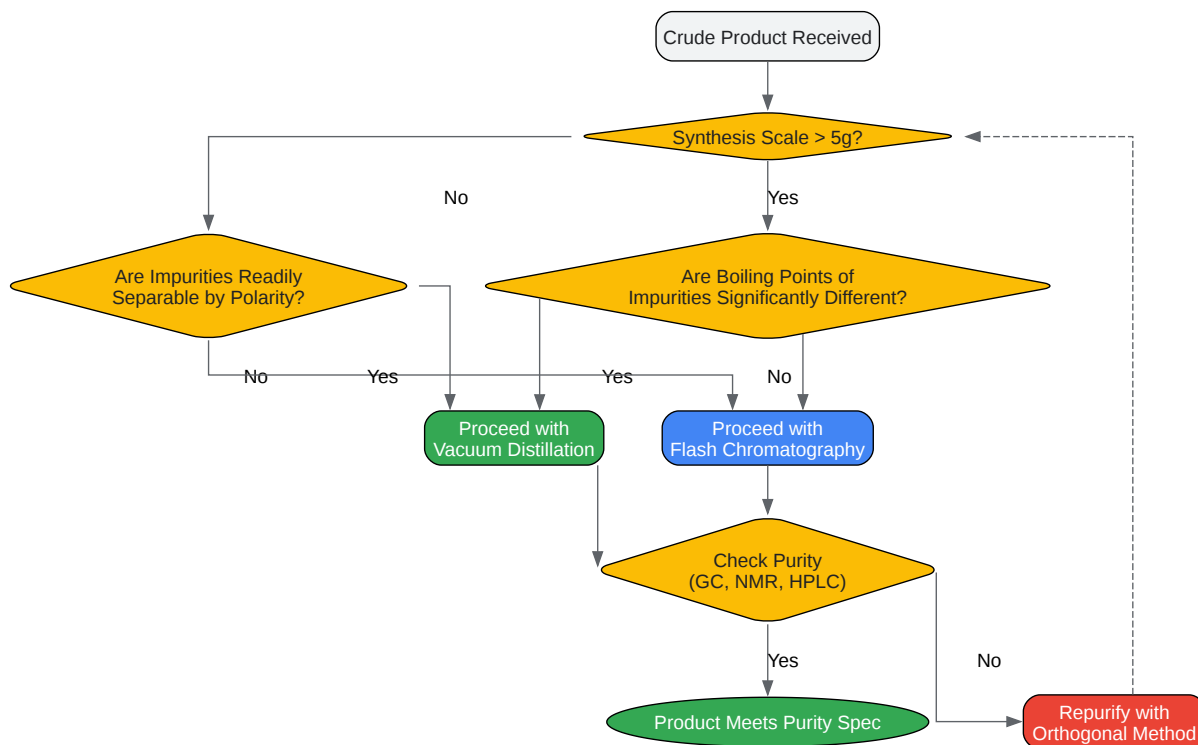 Crude Product Received
Synthesis Scale > 5g?
No
Yes
Are Impurities Readily
Separable by Polarity?
Are Boiling Points of
Impurities Significantly Different?
No
Yes
Yes
No
Proceed with
Vacuum Distillation
Proceed with
Flash Chromatography
Check Purity
(GC, NMR, HPLC)
Yes
No
Product Meets Purity Spec
Repurify with
Orthogonal Method